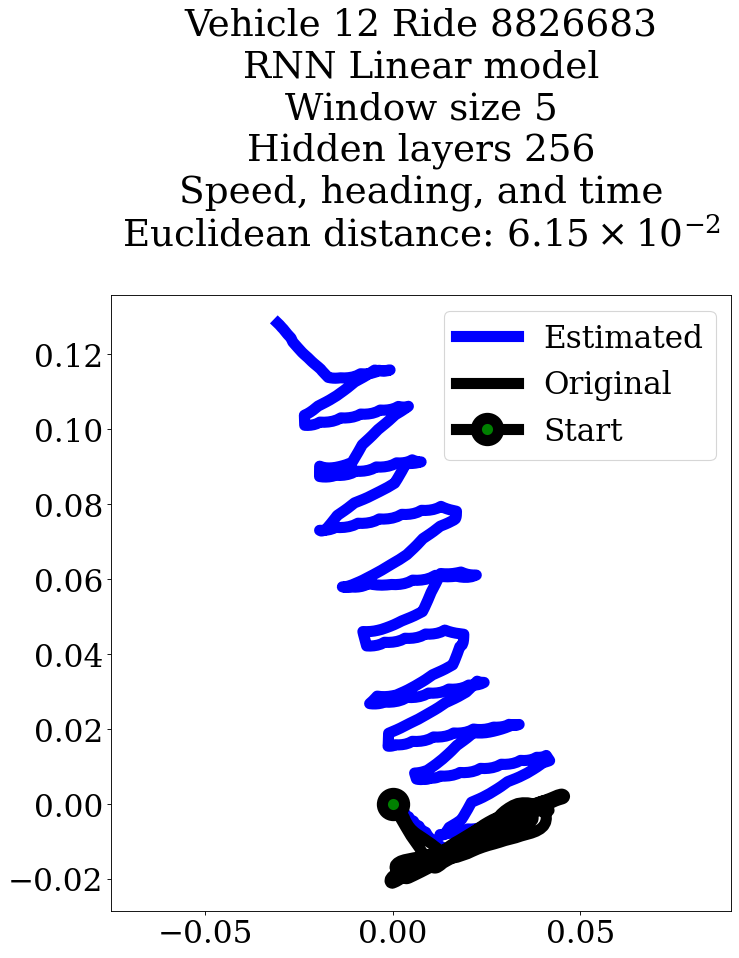 Vehicle 12 Ride 8826683
RNN Linear model
Window size 5
Hidden layers 256
Speed, heading, and time
Euclidean distance: 6.15 × 10⁻²
Estimated
Original
Start
0.12
0.10
0.08
0.06
0.04
0.02
0.00
−0.02
−0.05
0.00
0.05